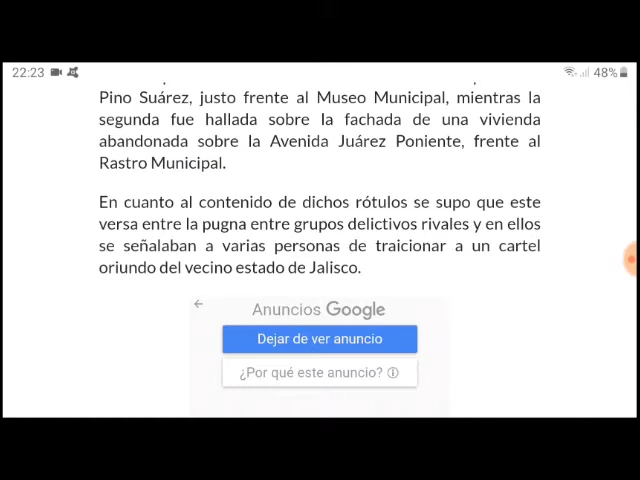 22:23 48%
Pino Suárez, justo frente al Museo Municipal, mientras la
segunda fue hallada sobre la fachada de una vivienda
abandonada sobre la Avenida Juárez Poniente, frente al
Rastro Municipal.
En cuanto al contenido de dichos rótulos se supo que este
versa entre la pugna entre grupos delictivos rivales y en ellos
se señalaban a varias personas de traicionar a un cartel
oriundo del vecino estado de Jalisco.
Anuncios Google
Dejar de ver anuncio
¿Por qué este anuncio?